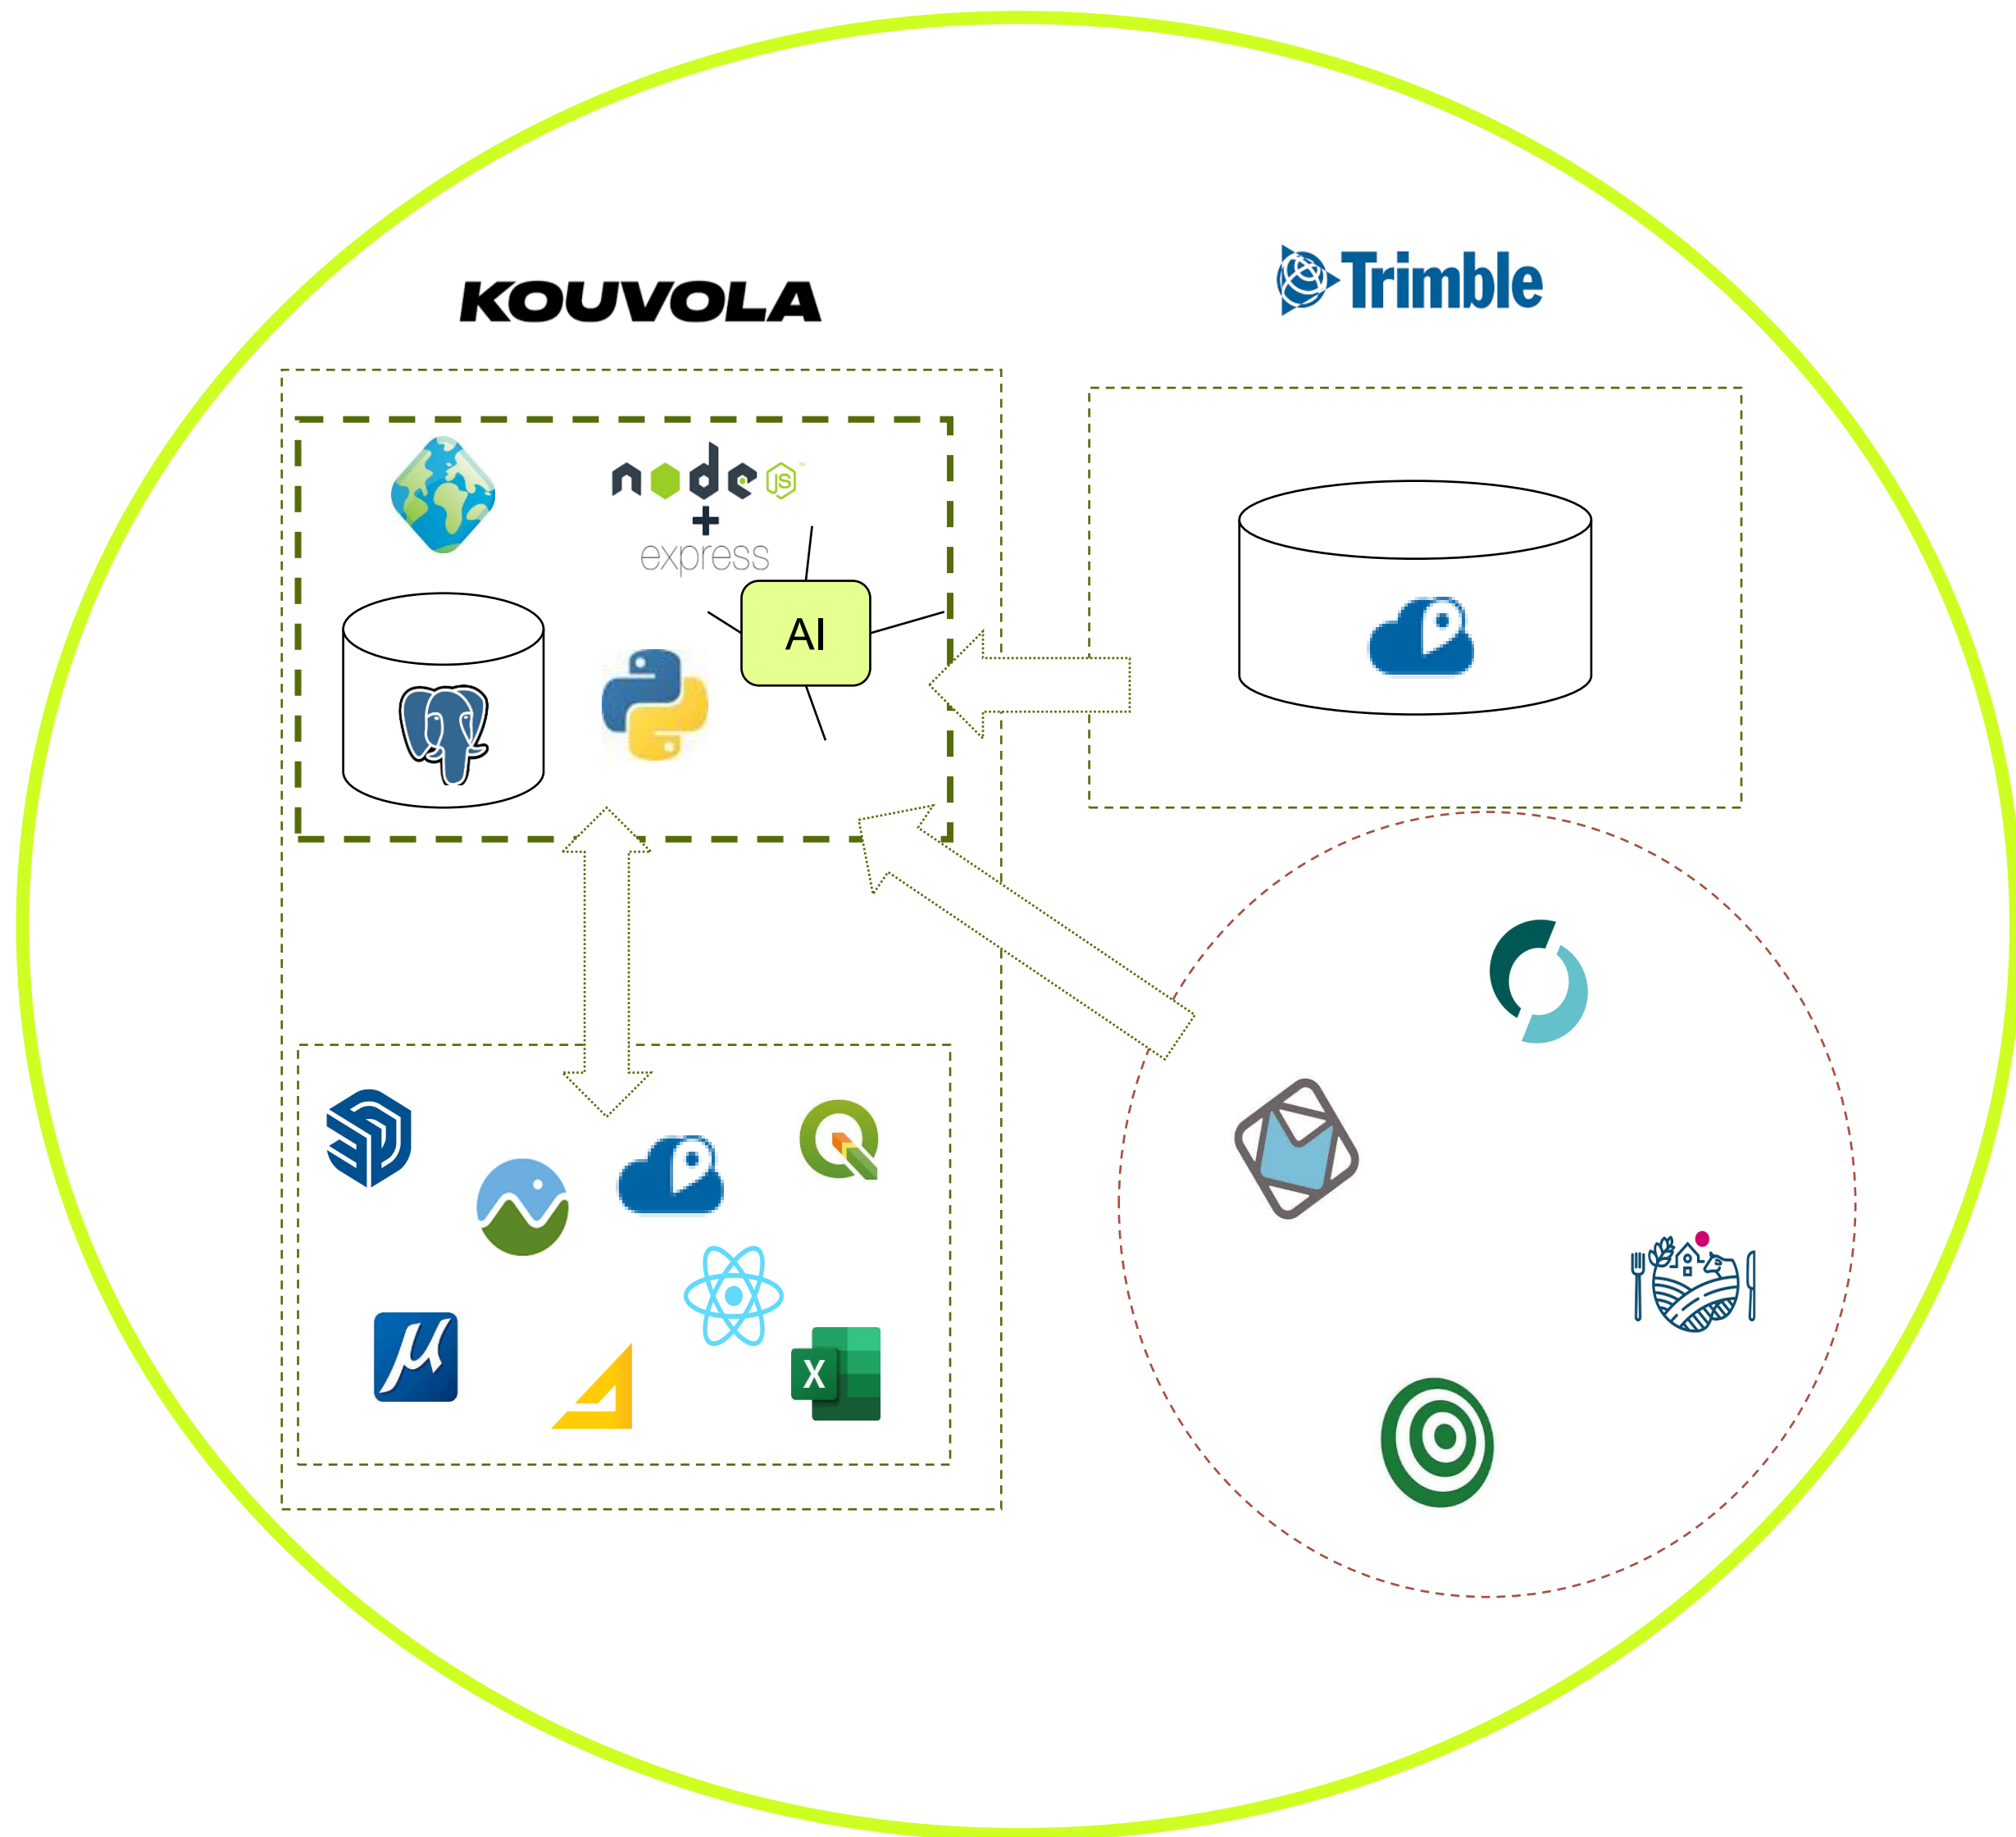 KOUVOLA
Trimble
node JS
+
express
AI
µ
X